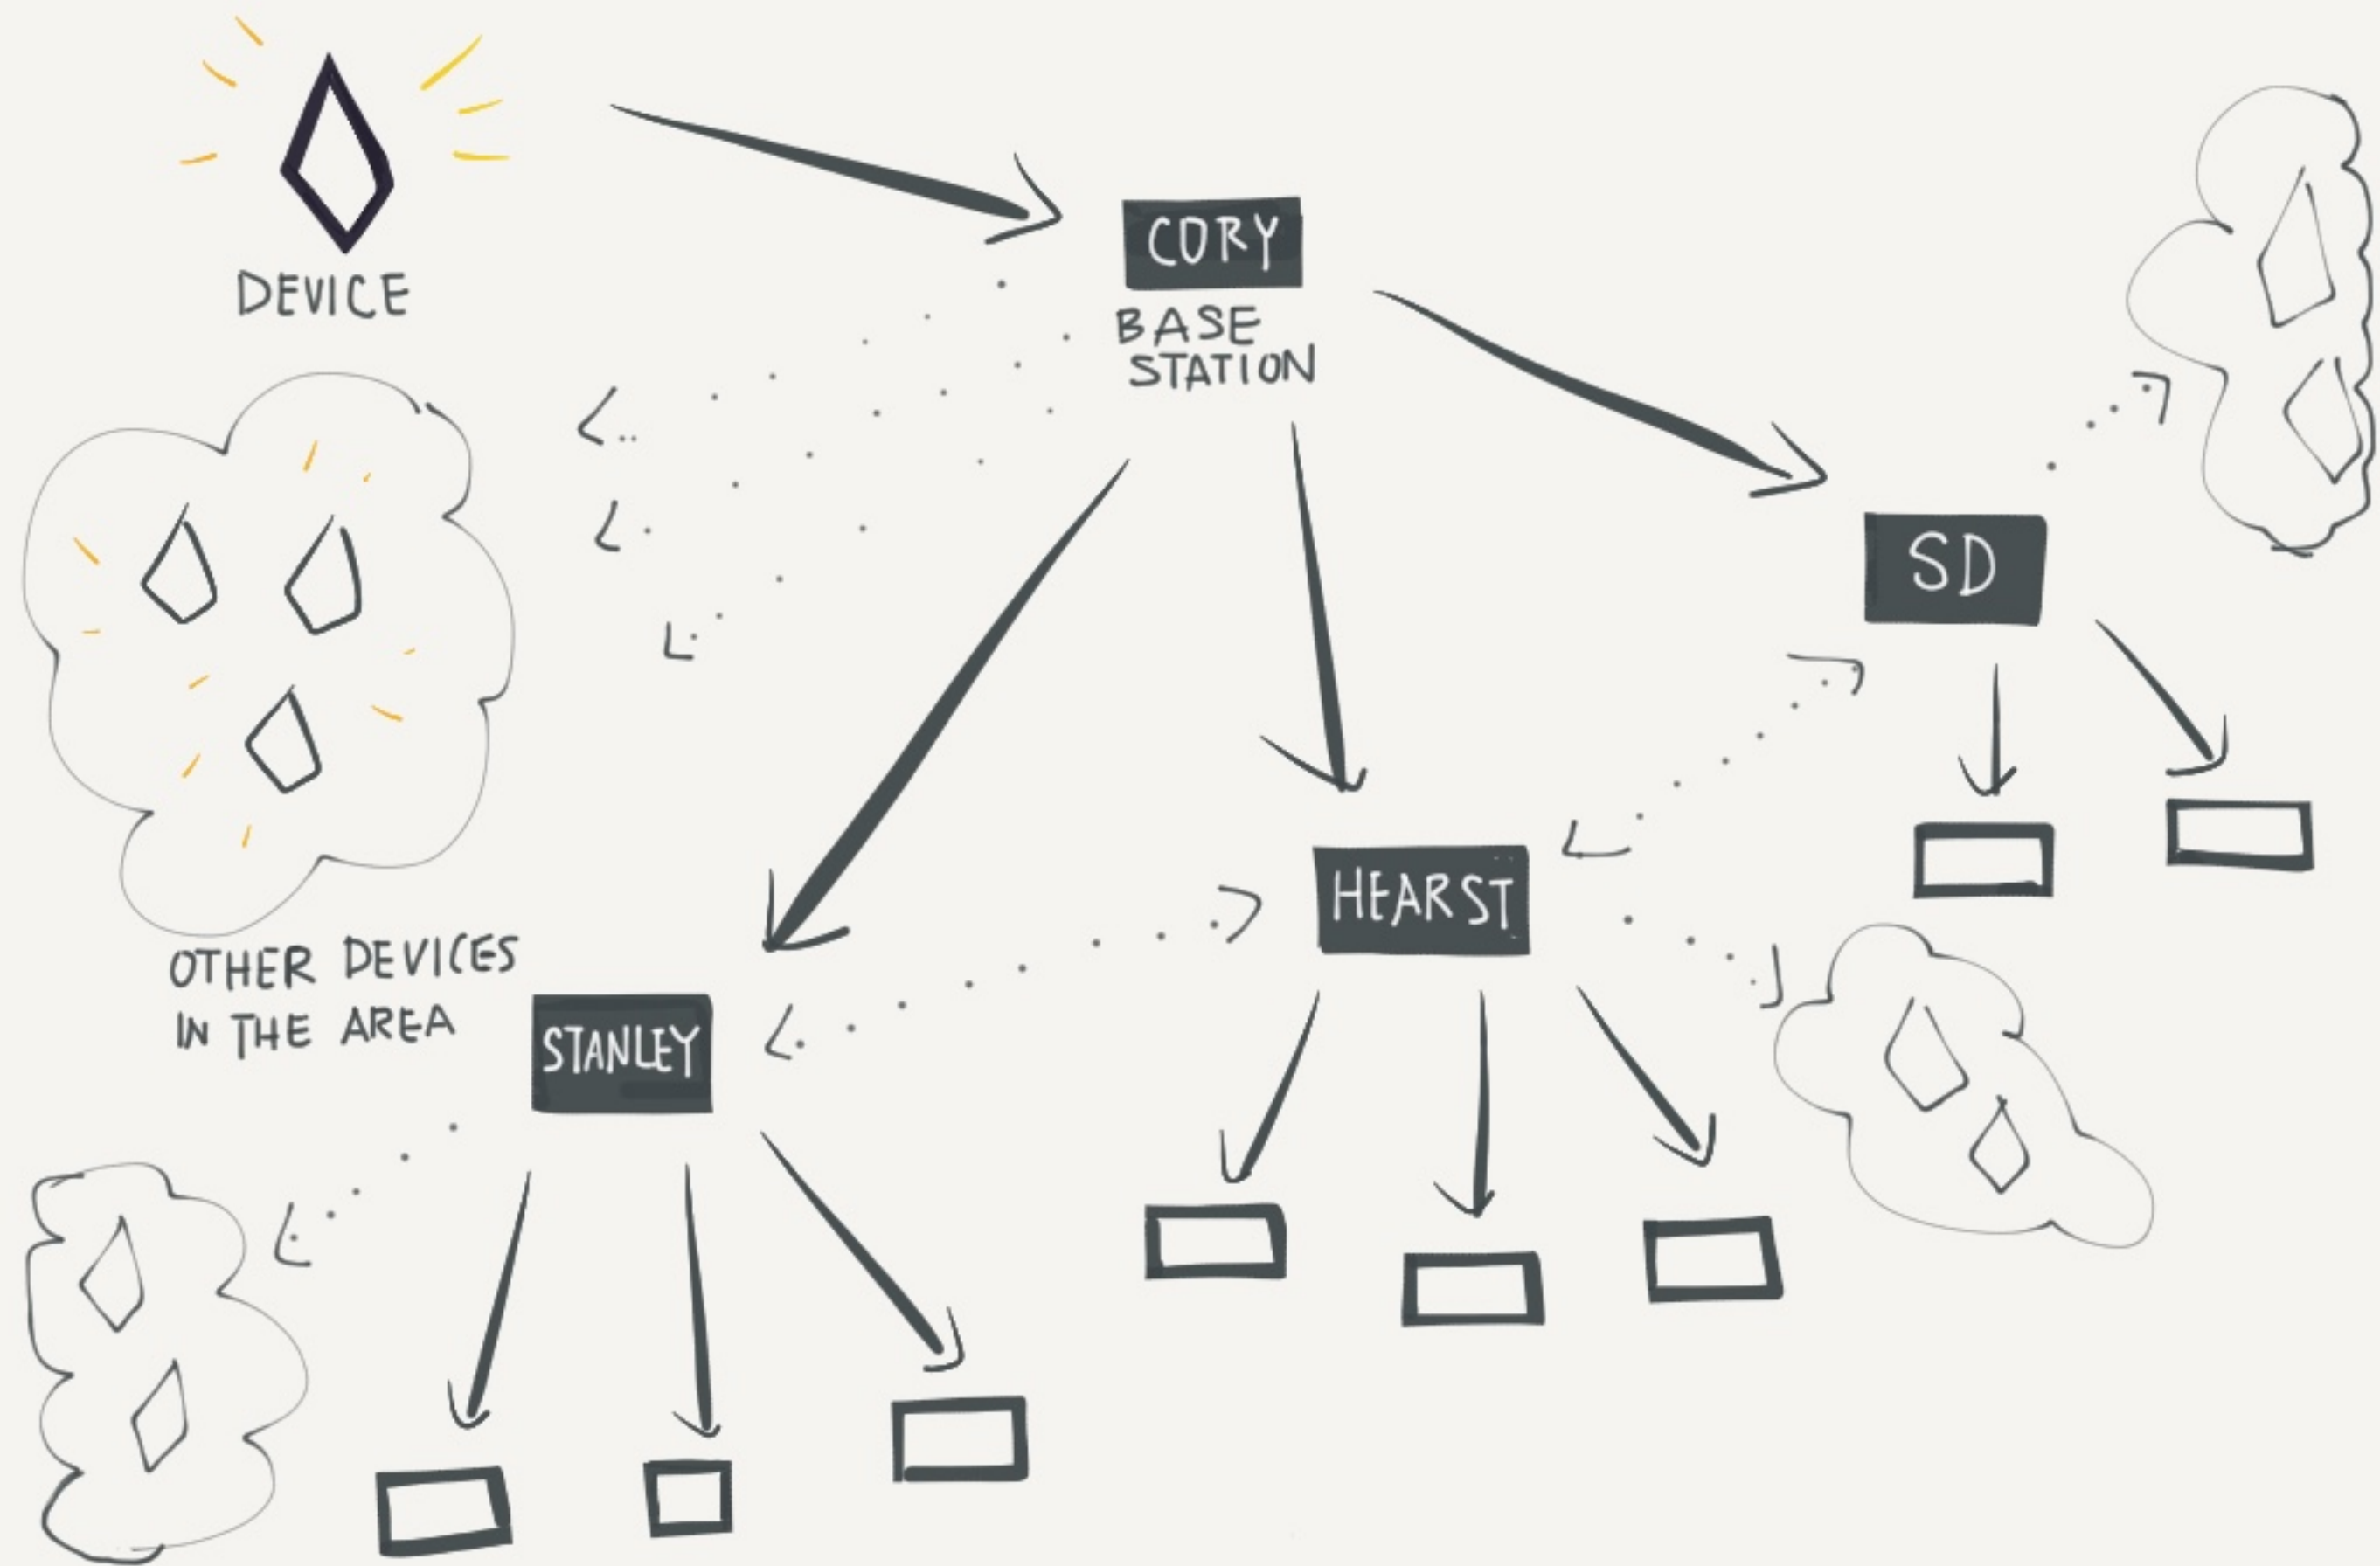 DEVICE
CORY
BASE
STATION
SD
HEARST
OTHER DEVICES
IN THE AREA
STANLEY